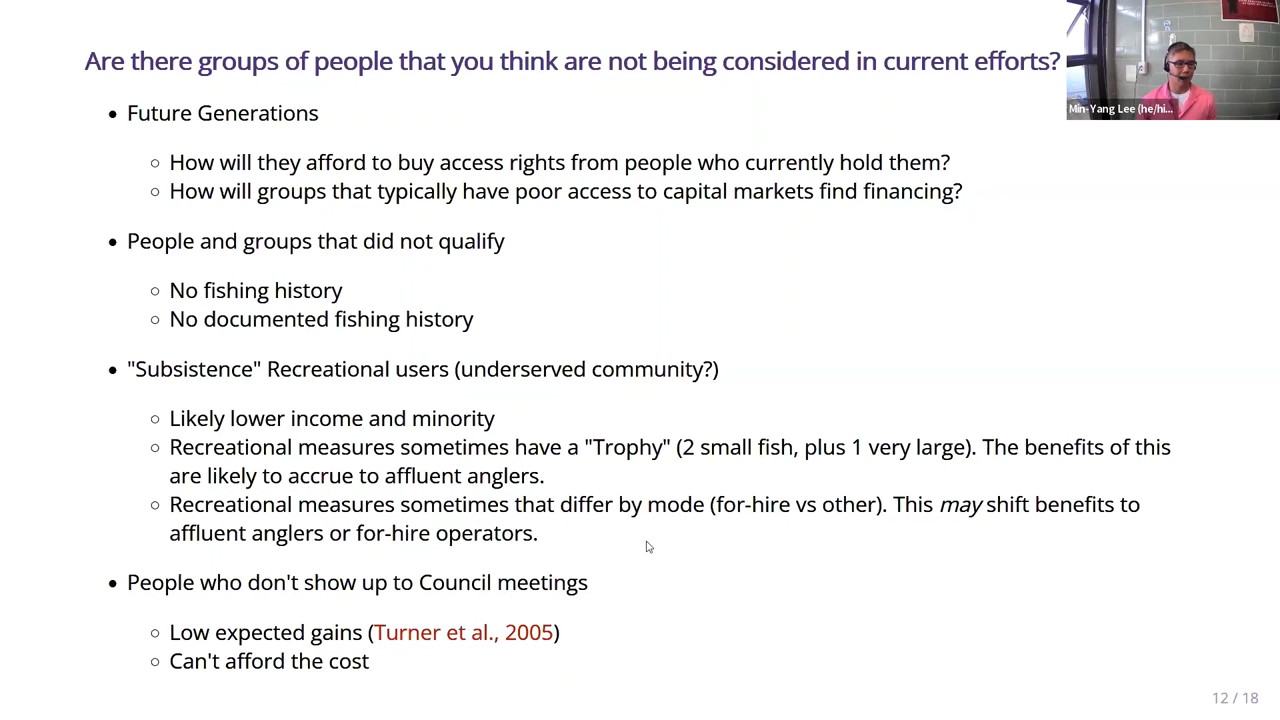 Are there groups of people that you think are not being considered in current efforts?
Min-Yang Lee (he/hi...
• Future Generations
○ How will they afford to buy access rights from people who currently hold them?
○ How will groups that typically have poor access to capital markets find financing?
• People and groups that did not qualify
○ No fishing history
○ No documented fishing history
• "Subsistence" Recreational users (underserved community?)
○ Likely lower income and minority
○ Recreational measures sometimes have a "Trophy" (2 small fish, plus 1 very large). The benefits of this
are likely to accrue to affluent anglers.
○ Recreational measures sometimes that differ by mode (for-hire vs other). This may shift benefits to
affluent anglers or for-hire operators.
• People who don't show up to Council meetings
○ Low expected gains (Turner et al., 2005)
○ Can't afford the cost
12 / 18